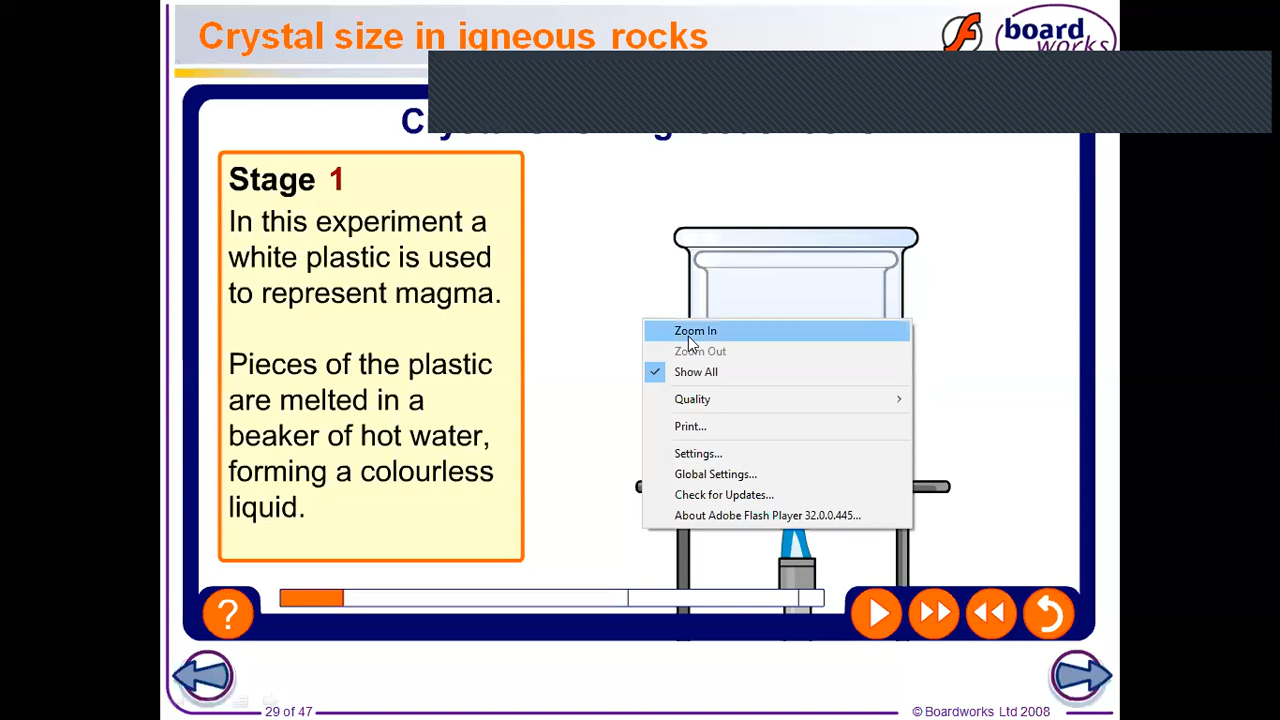 Crystal size in igneous rocks
board
works
Stage 1
In this experiment a
white plastic is used
to represent magma.
Pieces of the plastic
are melted in a
beaker of hot water,
forming a colourless
liquid.
Zoom In
Zoom Out
Show All
Quality
Print...
Settings...
Global Settings...
Check for Updates...
About Adobe Flash Player 32.0.0.445...
?
29 of 47
© Boardworks Ltd 2008